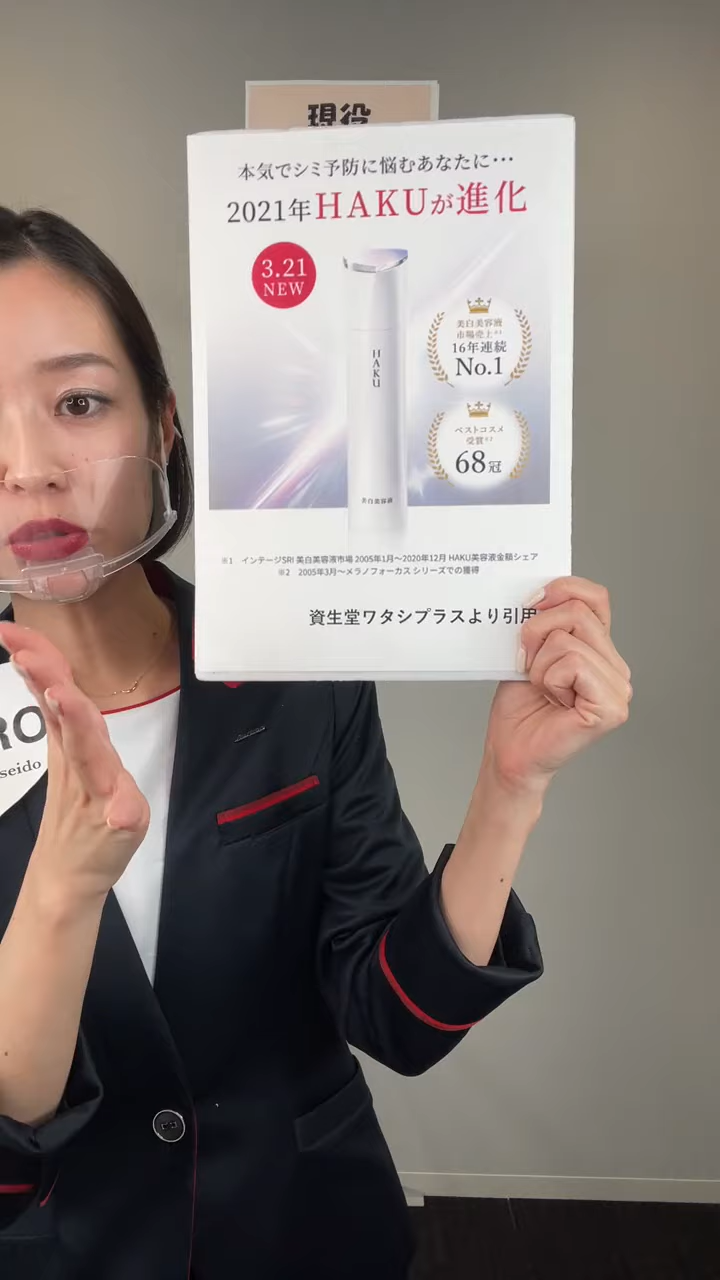 現役
本気でシミ予防に悩むあなたに・・・
2021年HAKUが進化
3.21
NEW
HAKU
美白美容液
美白美容液
市場売上※1
16年連続
No.1
ベストコスメ
受賞※2
68冠
※1 インテージSRI 美白美容液市場 2005年1月〜2020年12月 HAKU美容液金額シェア
※2 2005年3月〜メラノフォーカス シリーズでの獲得
資生堂ワタシプラスより引用
RO
seido